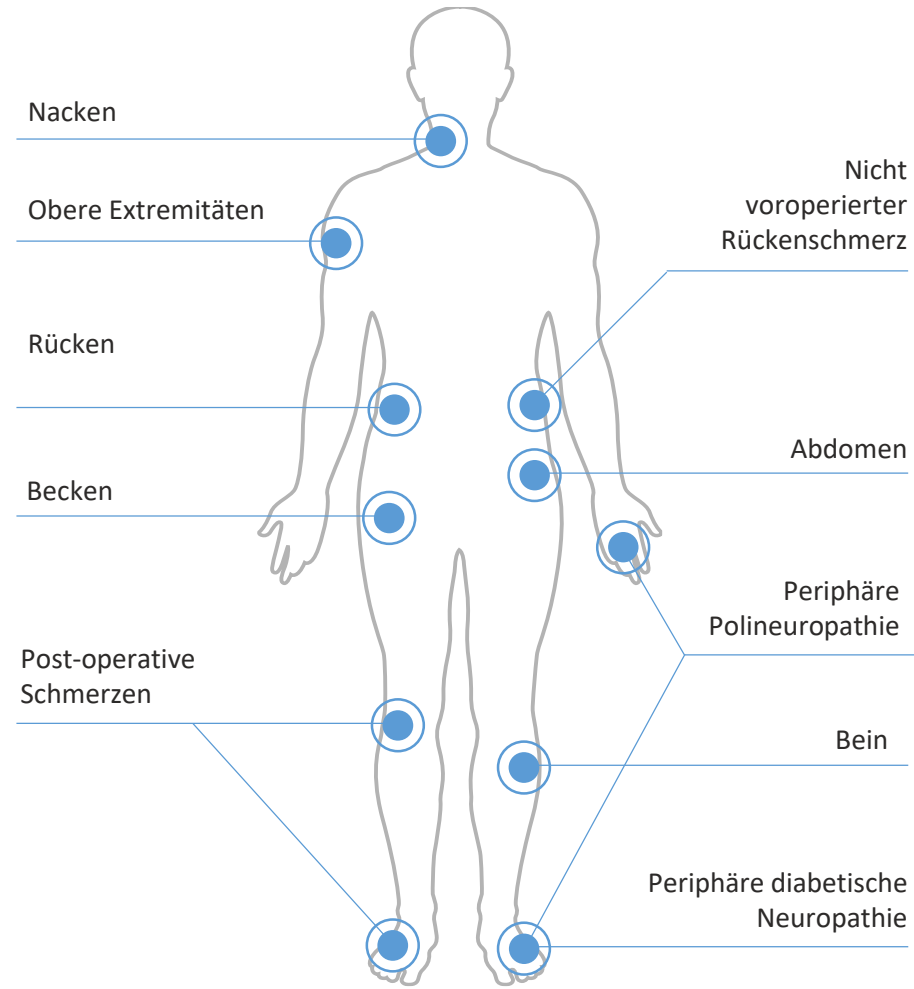 Nacken
Obere Extremitäten
Rücken
Becken
Post-operative
Schmerzen
Nicht
voroperierter
Rückenschmerz
Abdomen
Periphäre
Polineuropathie
Bein
Periphäre diabetische
Neuropathie